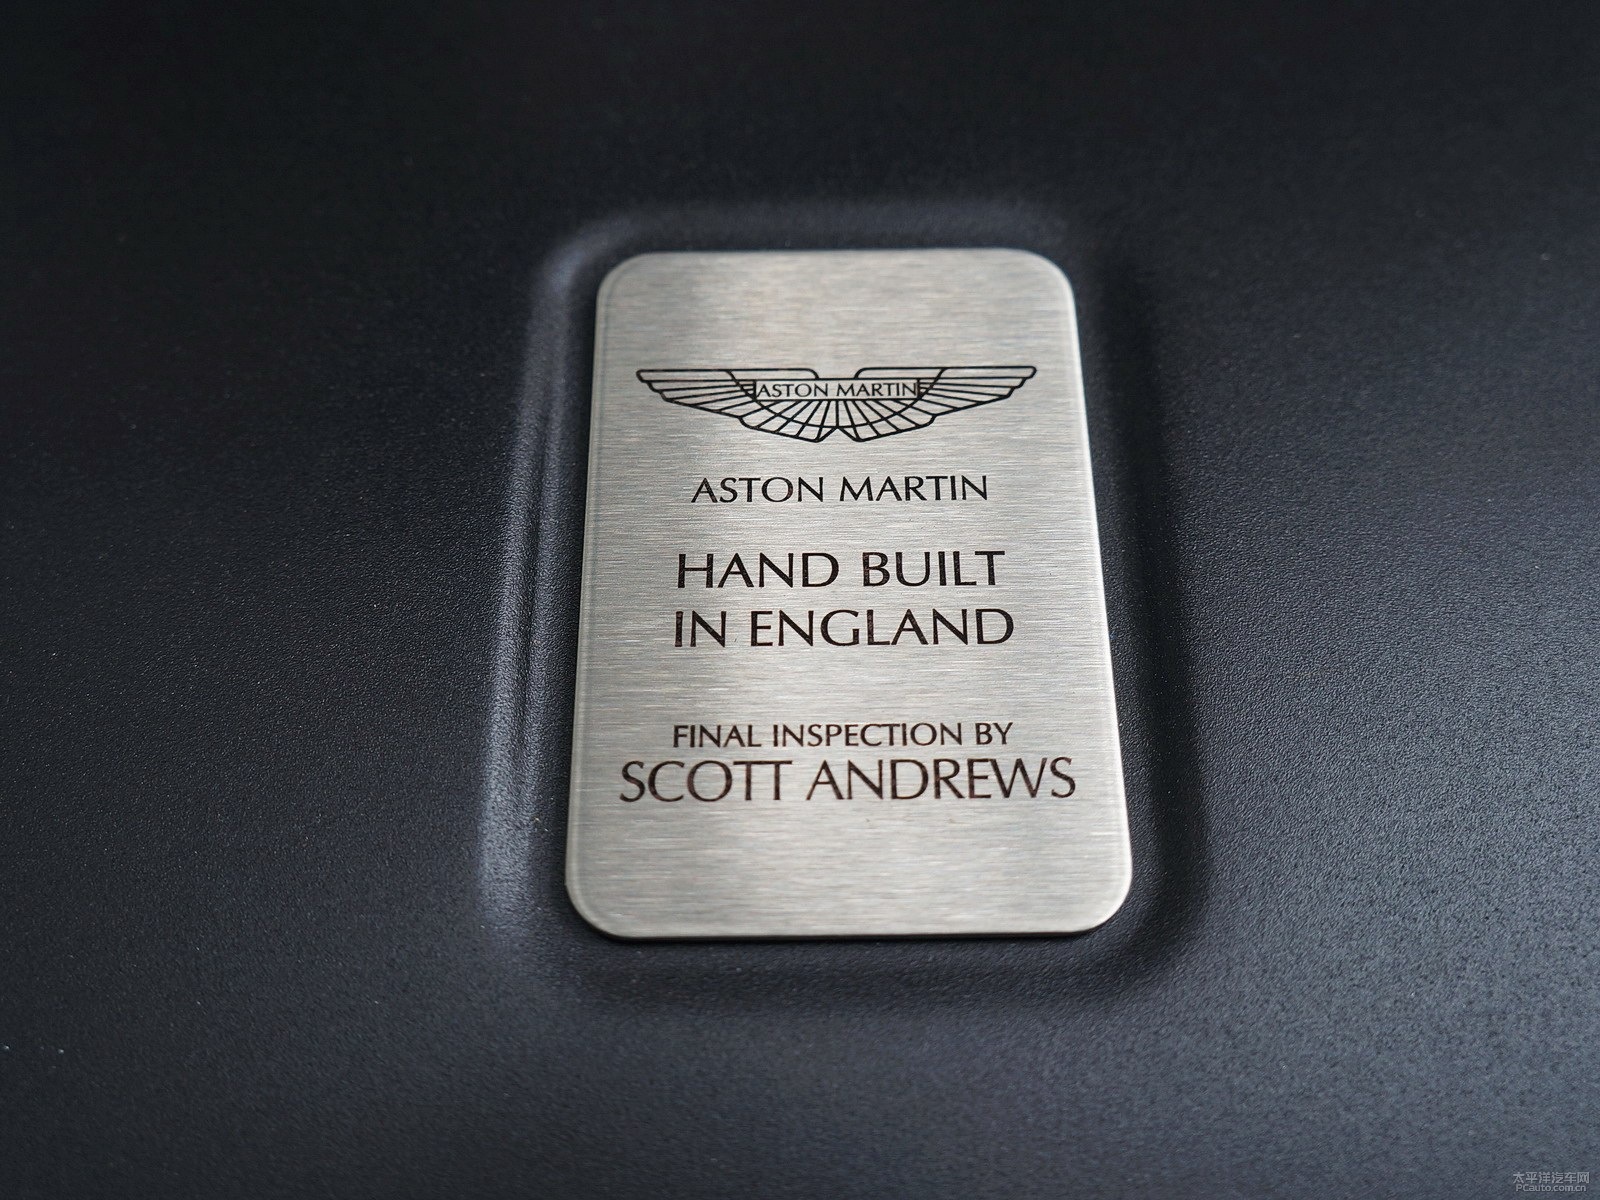 ASTON MARTIN
ASTON MARTIN
HAND BUILT
IN ENGLAND
FINAL INSPECTION BY
SCOTT ANDREWS
太平洋汽车网
PCauto.com.cn